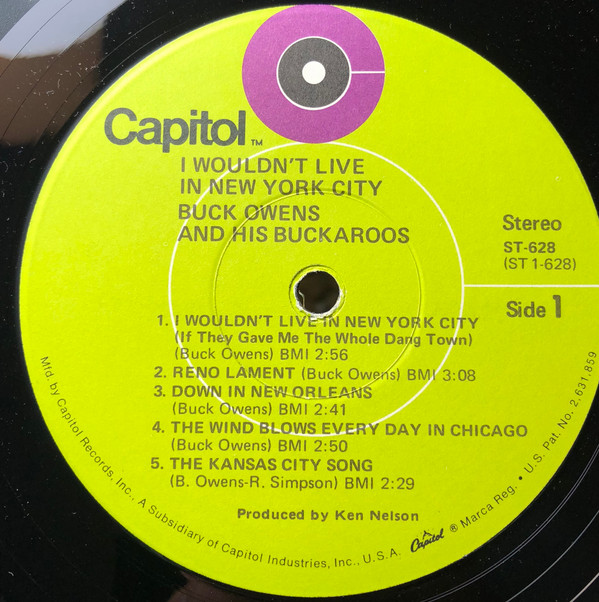 Capitol™
I WOULDN'T LIVE
IN NEW YORK CITY
BUCK OWENS
AND HIS BUCKAROOS
Stereo
ST-628
(ST 1-628)
Side 1
1. I WOULDN'T LIVE IN NEW YORK CITY
(If They Gave Me The Whole Dang Town)
(Buck Owens) BMI 2:56
2. RENO LAMENT (Buck Owens) BMI 3:08
3. DOWN IN NEW ORLEANS
(Buck Owens) BMI 2:41
4. THE WIND BLOWS EVERY DAY IN CHICAGO
(Buck Owens) BMI 2:50
5. THE KANSAS CITY SONG
(B. Owens-R. Simpson) BMI 2:29
Produced by Ken Nelson
Mfd. by Capitol Records, Inc., A Subsidiary of Capitol Industries, Inc., U.S.A. Capitol ® Marca Reg. • U.S. Pat. No. 2,631,859